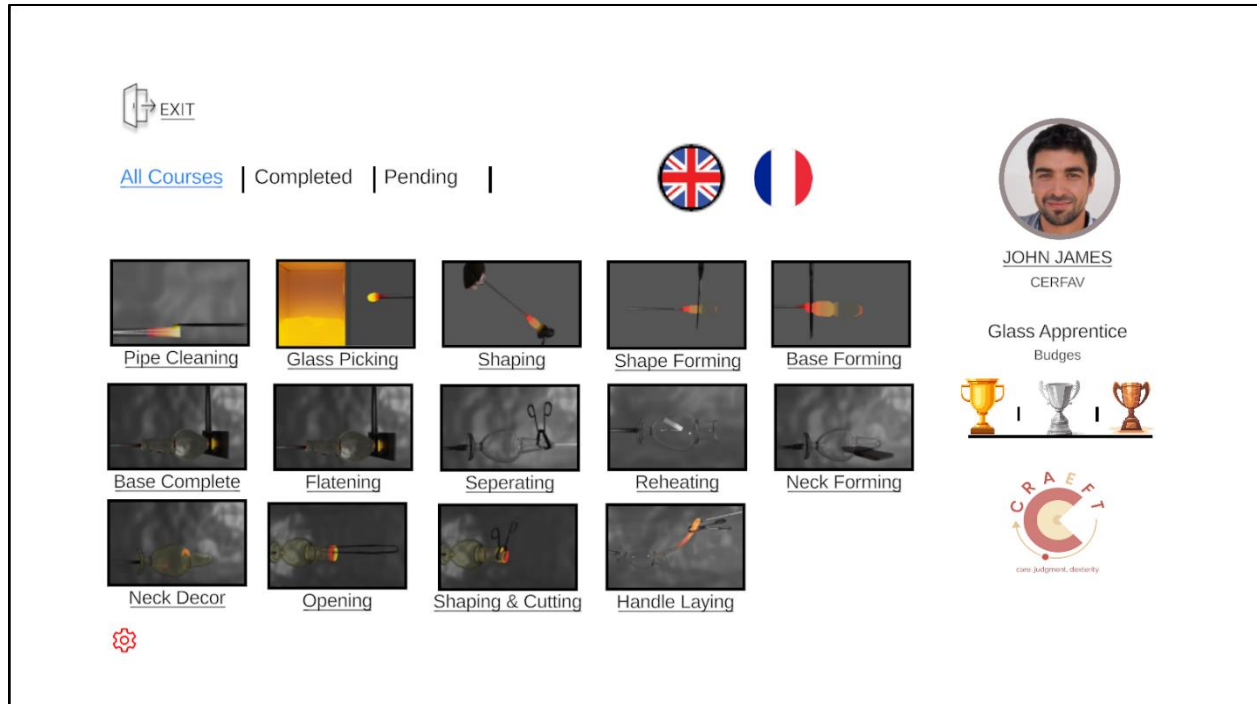 EXIT
All Courses | Completed | Pending |
JOHN JAMES
CERFAV
Glass Apprentice
Budges
Pipe Cleaning
Glass Picking
Shaping
Shape Forming
Base Forming
Base Complete
Flatening
Seperating
Reheating
Neck Forming
Neck Decor
Opening
Shaping & Cutting
Handle Laying
CRAEFT
care, judgment, dexterity